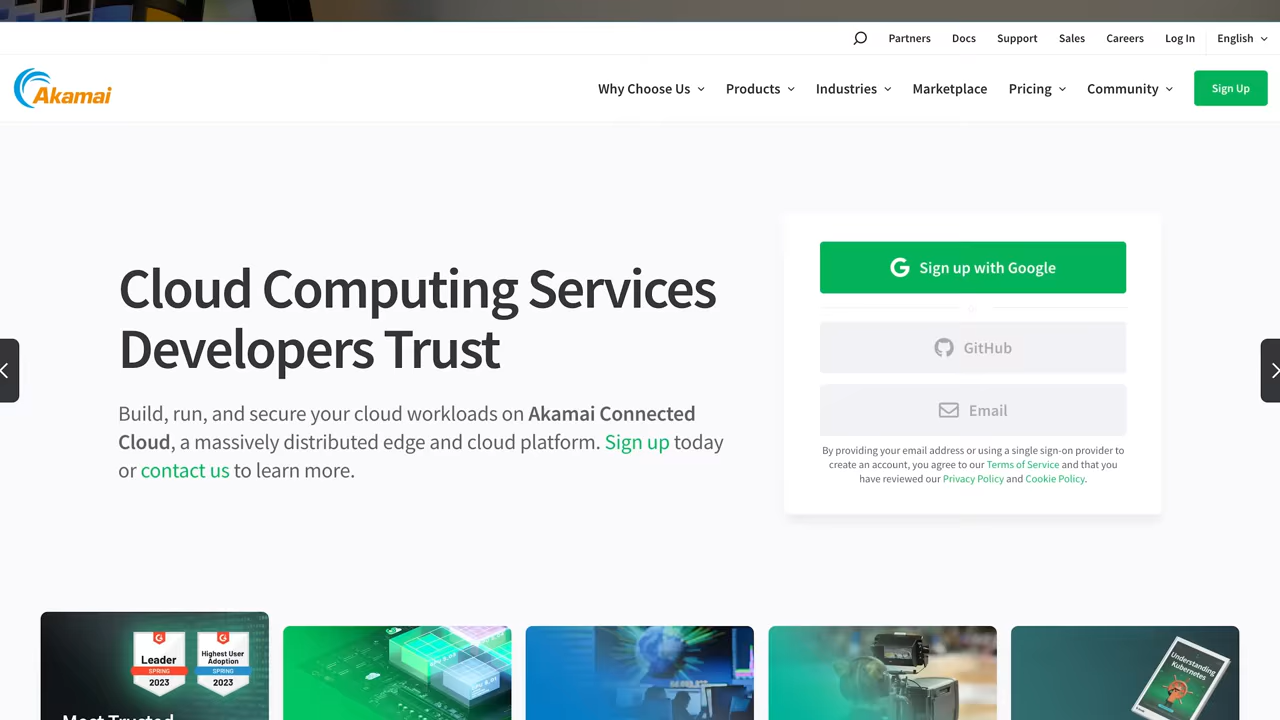 Partners Docs Support Sales Careers Log In English
Akamai
Why Choose Us Products Industries Marketplace Pricing Community Sign Up
Cloud Computing Services
Developers Trust
Build, run, and secure your cloud workloads on Akamai Connected
Cloud, a massively distributed edge and cloud platform. Sign up today
or contact us to learn more.
Sign up with Google
GitHub
Email
By providing your email address or using a single sign-on provider to
create an account, you agree to our Terms of Service and that you
have reviewed our Privacy Policy and Cookie Policy.
Leader
SPRING
2023
Highest User
Adoption
SPRING
2023
Most Trusted
Understanding
Kubernetes